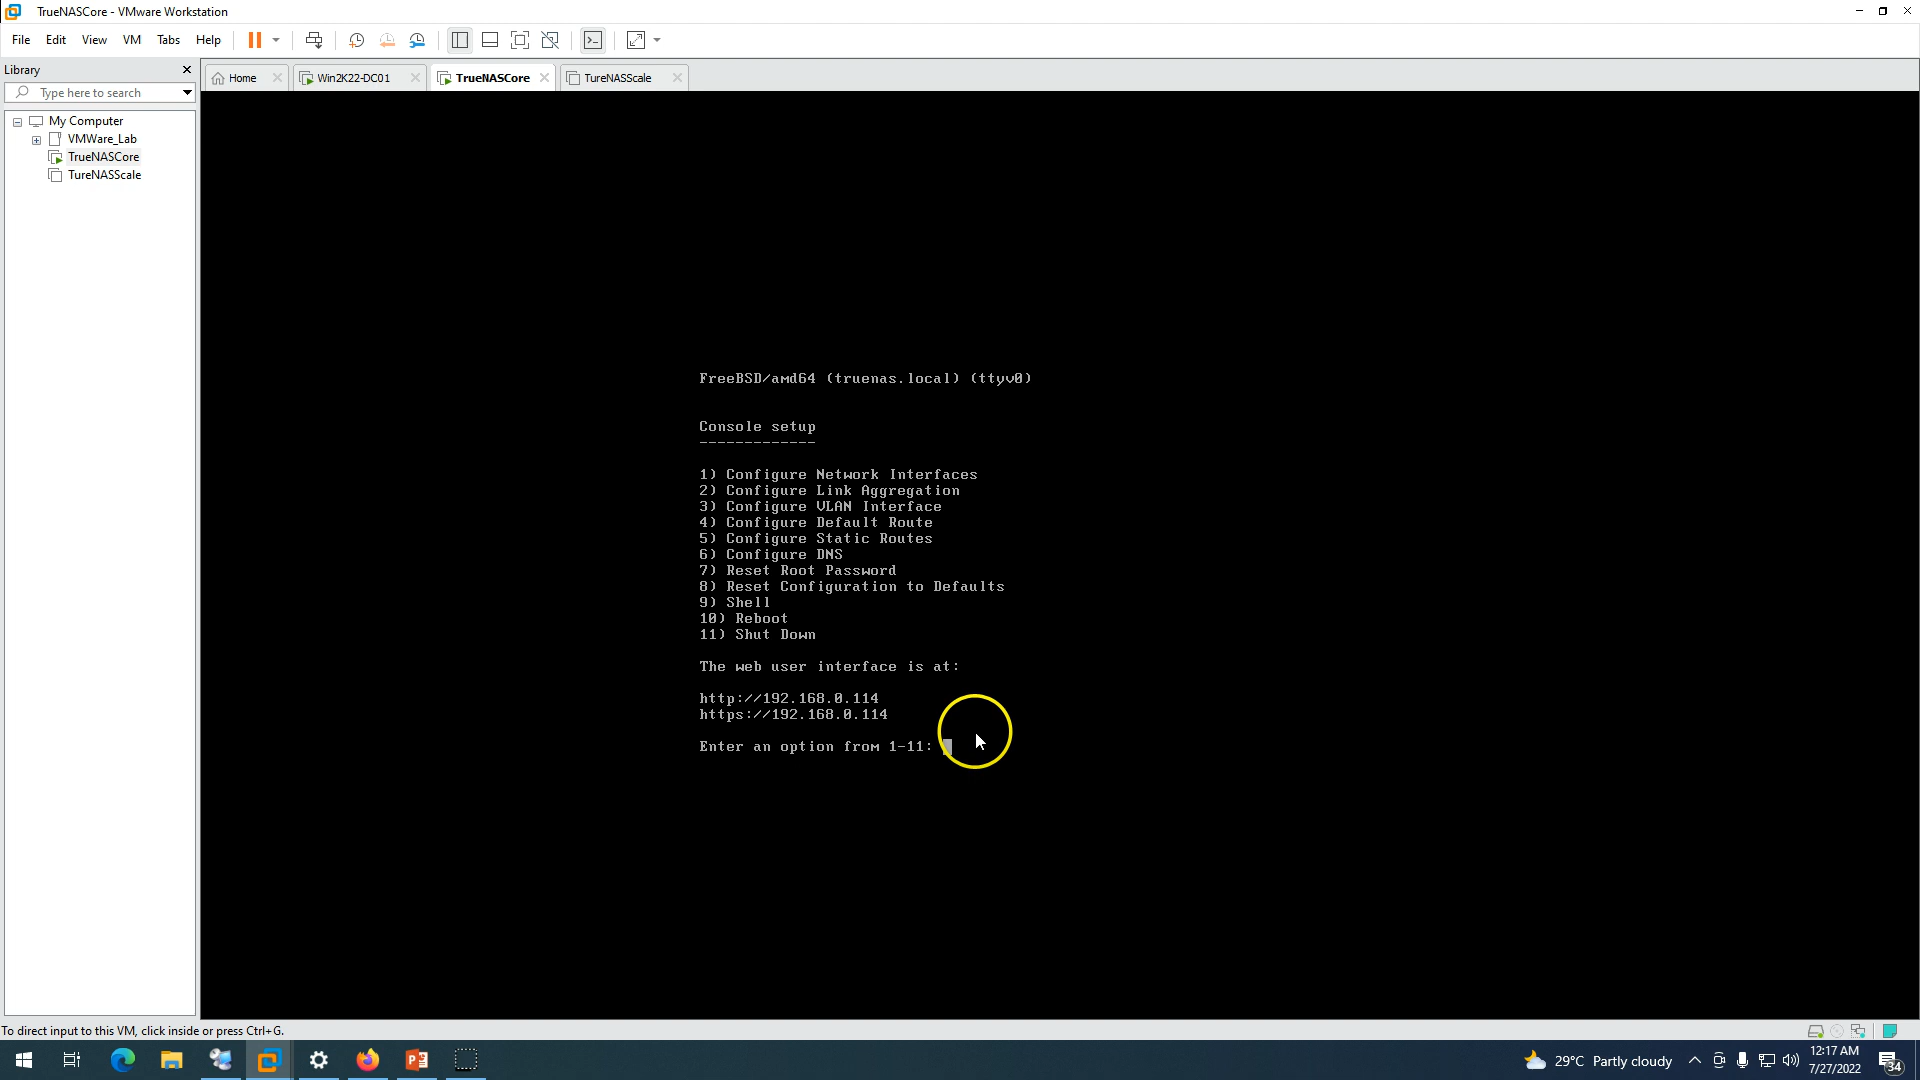 TrueNASCore - VMware Workstation
File Edit View VM Tabs Help
Library
Type here to search
Home
Win2K22-DC01
TrueNASCore
TureNASScale
My Computer
VMWare_Lab
TrueNASCore
TureNASScale
FreeBSD/amd64 (truenas.local) (ttyv0)
Console setup
-------------
1) Configure Network Interfaces
2) Configure Link Aggregation
3) Configure VLAN Interface
4) Configure Default Route
5) Configure Static Routes
6) Configure DNS
7) Reset Root Password
8) Reset Configuration to Defaults
9) Shell
10) Reboot
11) Shut Down
The web user interface is at:
http://192.168.0.114
https://192.168.0.114
Enter an option from 1-11:
To direct input to this VM, click inside or press Ctrl+G.
29°C Partly cloudy
12:17 AM
7/27/2022
34